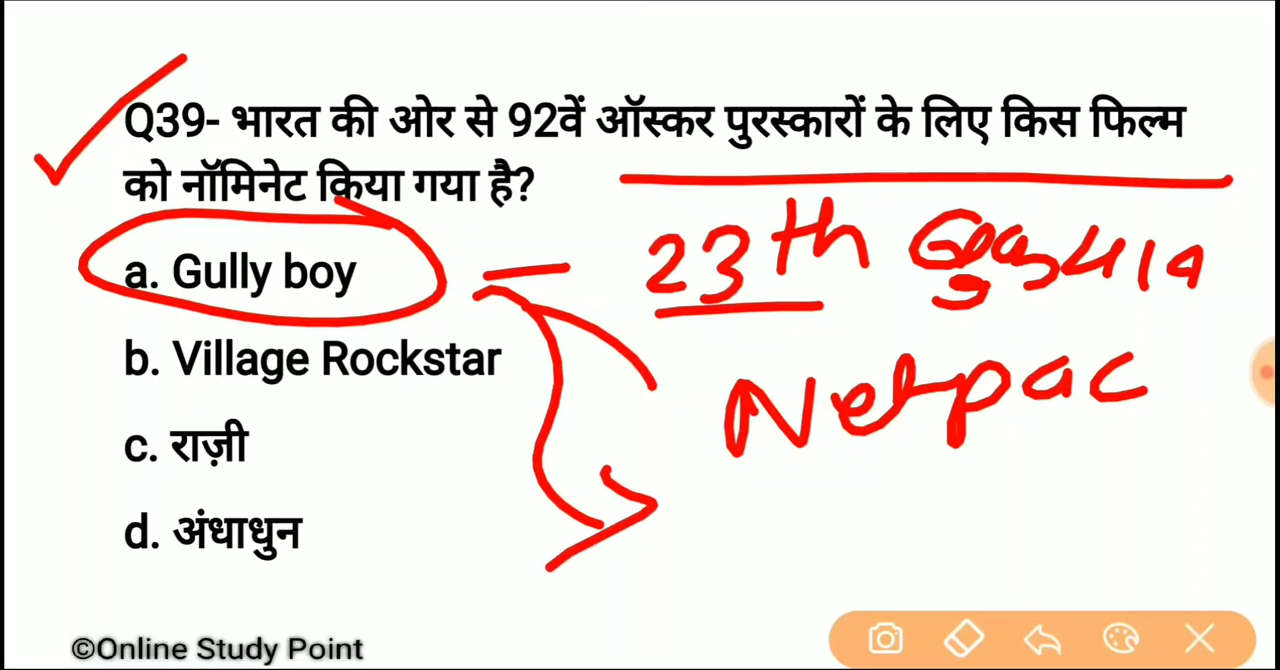 Q39- भारत की ओर से 92वें ऑस्कर पुरस्कारों के लिए किस फिल्म
को नॉमिनेट किया गया है?
a. Gully boy
23th
b. Village Rockstar
Netpac
c. राज़ी
d. अंधाधुन
©Online Study Point